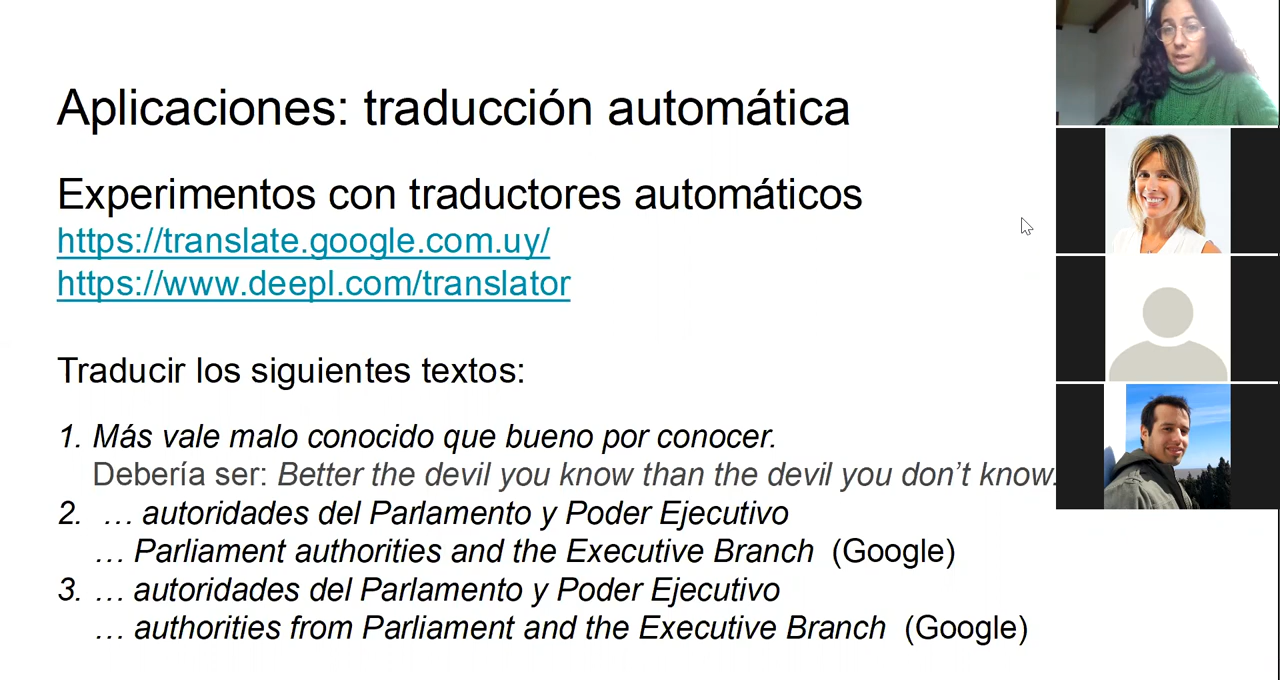 Aplicaciones: traducción automática
Experimentos con traductores automáticos
https://translate.google.com.uy/
https://www.deepl.com/translator
Traducir los siguientes textos:
1. Más vale malo conocido que bueno por conocer.
Debería ser: Better the devil you know than the devil you don’t know.
2. … autoridades del Parlamento y Poder Ejecutivo
… Parliament authorities and the Executive Branch (Google)
3. … autoridades del Parlamento y Poder Ejecutivo
… authorities from Parliament and the Executive Branch (Google)